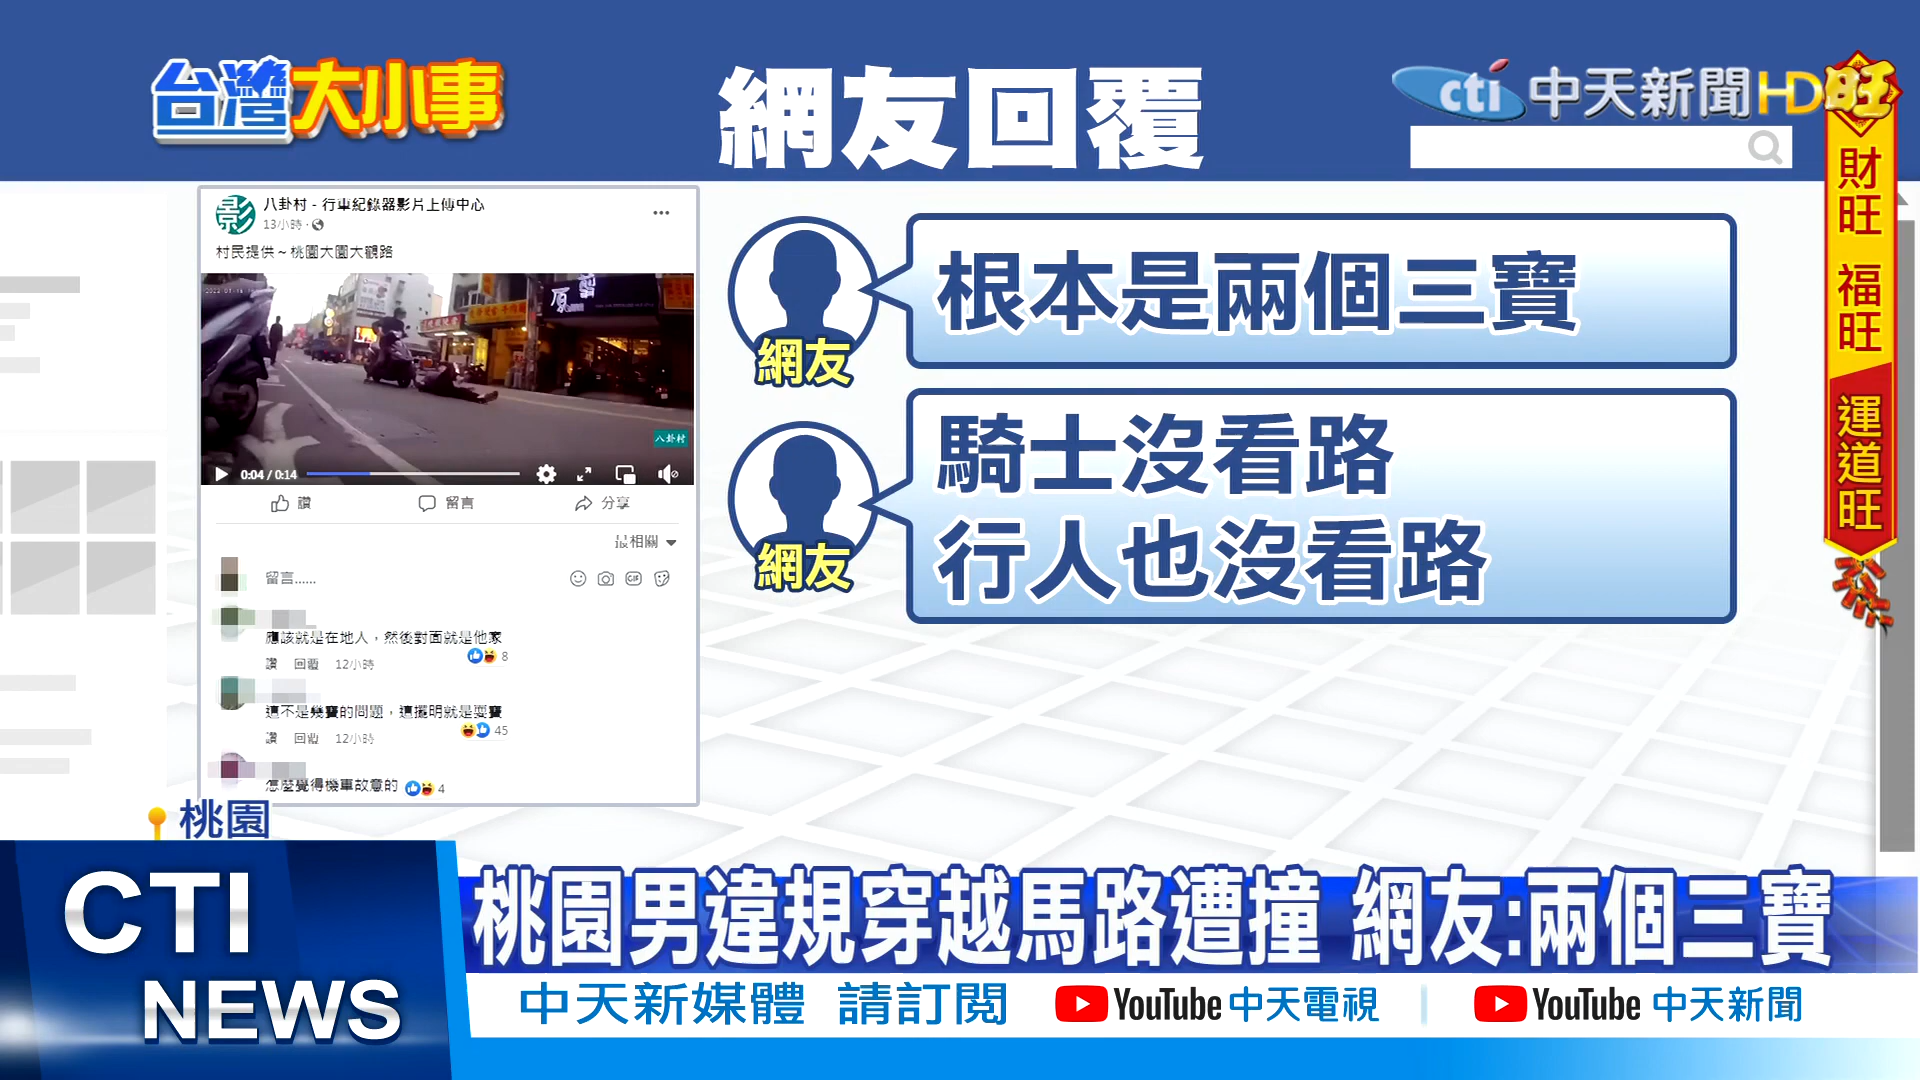 台灣大小事
網友回覆
cti 中天新聞HD
旺
財旺 福旺 運道旺
影
八卦村 - 行車紀錄器影片上傳中心
13小時
村民提供~桃園大園大觀路
八卦村
0:04 / 0:14
讚 留言 分享
最相關
留言......
GIF
應該就是在地人,然後對面就是他家
8
讚 回覆 12小時
這不是幾寶的問題,這擺明就是耍寶
45
讚 回覆 12小時
怎麼覺得機車故意的
4
網友
根本是兩個三寶
網友
騎士沒看路
行人也沒看路
桃園
CTI
NEWS
桃園男違規穿越馬路遭撞 網友:兩個三寶
中天新媒體 請訂閱 YouTube 中天電視 | YouTube 中天新聞